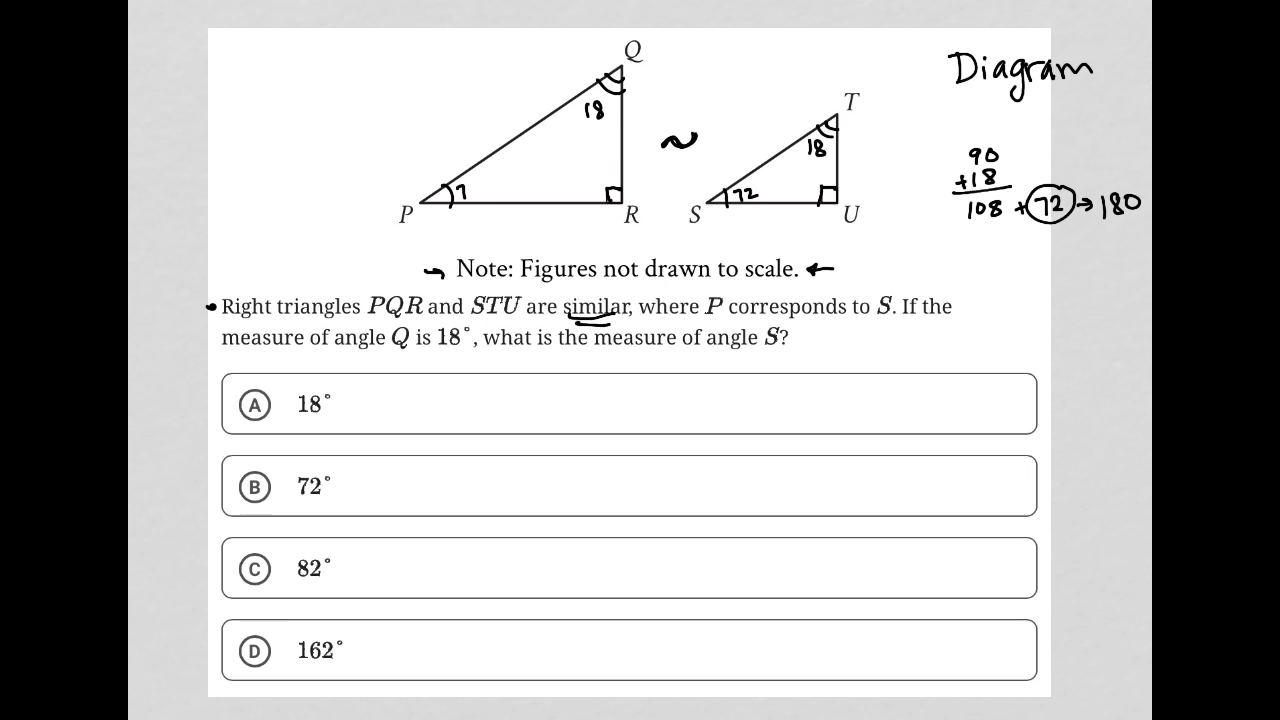 Q
Diagram
T
18
18
90
+18
108 + 72 → 180
7
72
P
R
~
S
U
Note: Figures not drawn to scale.
Right triangles PQR and STU are similar, where P corresponds to S. If the
measure of angle Q is 18°, what is the measure of angle S?
A 18°
B 72°
C 82°
D 162°